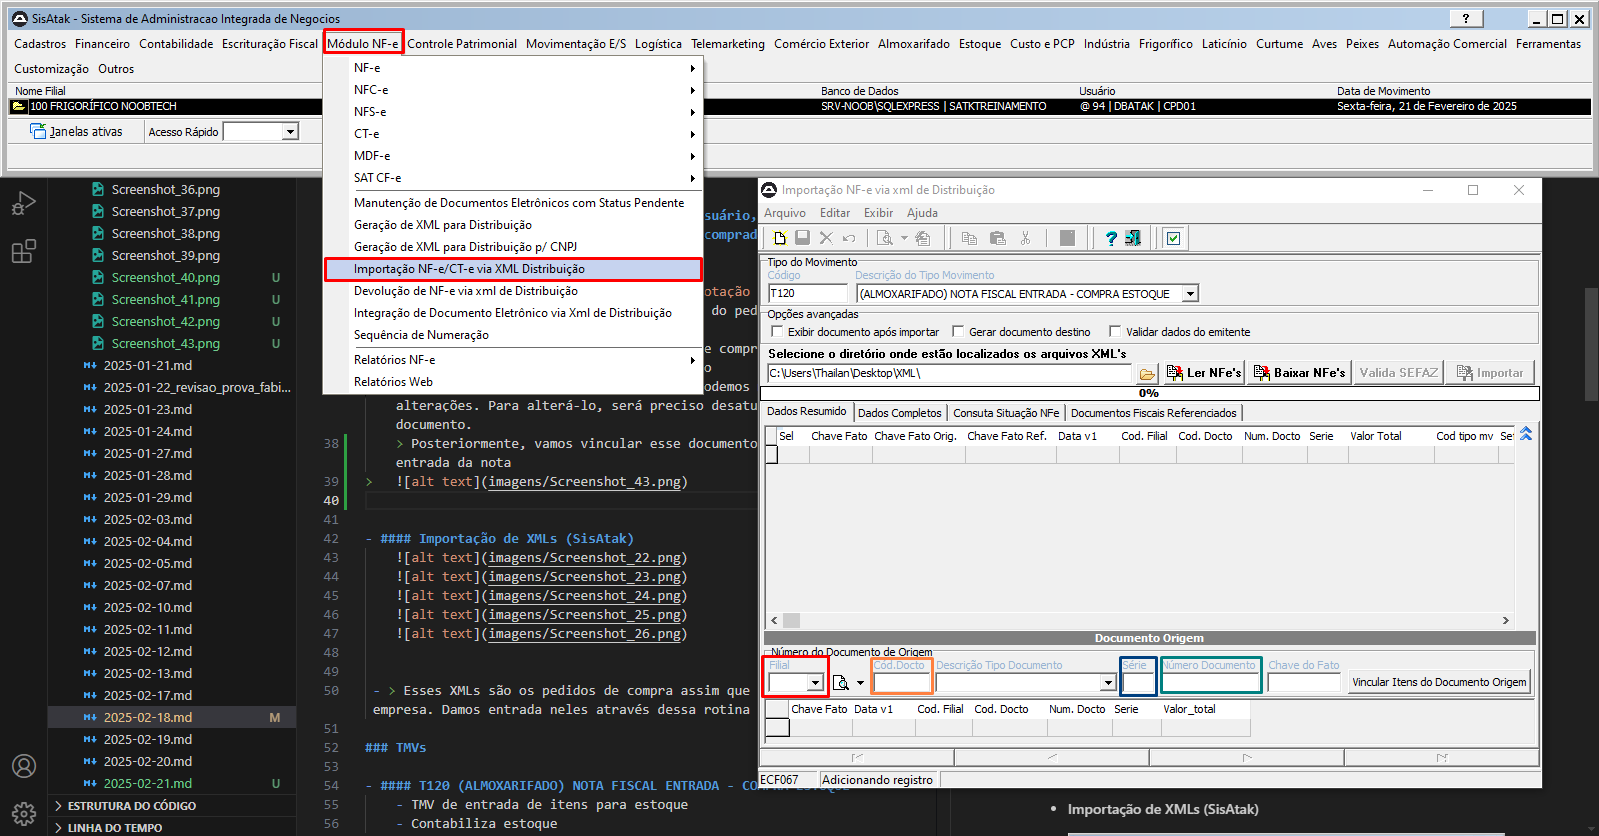 SisAtak - Sistema de Administracao Integrada de Negocios
Cadastros Financeiro Contabilidade Escrituração Fiscal Módulo NF-e Controle Patrimonial Movimentação E/S Logística Telemarketing Comércio Exterior Almoxarifado Estoque Custo e PCP Indústria Frigorífico Laticínio Curtume Aves Peixes Automação Comercial Ferramentas
Customização Outros
Nome Filial Banco de Dados Usuário Data de Movimento
100 FRIGORÍFICO NOOBTECH SRV-NOOB\SQLEXPRESS | SATKTREINAMENTO @ 94 | DBATAK | CPD01 Sexta-feira, 21 de Fevereiro de 2025
Janelas ativas Acesso Rápido
NF-e
NFC-e
NFS-e
CT-e
MDF-e
SAT CF-e
Manutenção de Documentos Eletrônicos com Status Pendente
Geração de XML para Distribuição
Geração de XML para Distribuição p/ CNPJ
Importação NF-e/CT-e via XML Distribuição
Devolução de NF-e via xml de Distribuição
Integração de Documento Eletrônico via Xml de Distribuição
Sequência de Numeração
Relatórios NF-e
Relatórios Web
Screenshot_36.png
Screenshot_37.png
Screenshot_38.png
Screenshot_39.png
Screenshot_40.png U
Screenshot_41.png U
Screenshot_42.png U
Screenshot_43.png U
2025-01-21.md
2025-01-22_revisao_prova_fabi...
2025-01-23.md
2025-01-24.md
2025-01-27.md
2025-01-28.md
2025-01-29.md
2025-02-03.md
2025-02-04.md
2025-02-05.md
2025-02-07.md
2025-02-10.md
2025-02-11.md
2025-02-12.md
2025-02-13.md
2025-02-14.md
2025-02-17.md
2025-02-18.md M
2025-02-19.md
2025-02-20.md
2025-02-21.md U
ESTRUTURA DO CÓDIGO
LINHA DO TEMPO
suário,
comprad
otação
do ped
e compr
o
odemos
alterações. Para alterá-lo, será preciso desatu
documento.
38 > Posteriormente, vamos vincular esse documento
entrada da nota
39 > ![alt text](imagens/Screenshot_43.png)
40
41
42 - #### Importação de XMLs (SisAtak)
43 ![alt text](imagens/Screenshot_22.png)
44 ![alt text](imagens/Screenshot_23.png)
45 ![alt text](imagens/Screenshot_24.png)
46 ![alt text](imagens/Screenshot_25.png)
47 ![alt text](imagens/Screenshot_26.png)
48
49
50 - > Esses XMLs são os pedidos de compra assim que
empresa. Damos entrada neles através dessa rotina
51
52 ### TMVs
53
54 - #### T120 (ALMOXARIFADO) NOTA FISCAL ENTRADA - COMPRA ESTOQUE
55 - TMV de entrada de itens para estoque
56 - Contabiliza estoque
Importação NF-e via xml de Distribuição
Arquivo Editar Exibir Ajuda
Tipo do Movimento
Código Descrição do Tipo Movimento
T120 (ALMOXARIFADO) NOTA FISCAL ENTRADA - COMPRA ESTOQUE
Opções avançadas
Exibir documento após importar Gerar documento destino Validar dados do emitente
Selecione o diretório onde estão localizados os arquivos XML's
C:\Users\Thailan\Desktop\XML\ Ler NFe's Baixar NFe's Valida SEFAZ Importar
0%
Dados Resumido Dados Completos Consuta Situação NFe Documentos Fiscais Referenciados
Sel Chave Fato Chave Fato Orig. Chave Fato Ref. Data v1 Cod. Filial Cod. Docto Num. Docto Serie Valor Total Cod tipo mv Se
Documento Origem
Número do Documento de Origem
Filial Cód.Docto Descrição Tipo Documento Série Número Documento Chave do Fato
Vincular Itens do Documento Origem
Chave Fato Data v1 Cod. Filial Cod. Docto Num. Docto Serie Valor_total
ECF067 Adicionando registro
• Importação de XMLs (SisAtak)